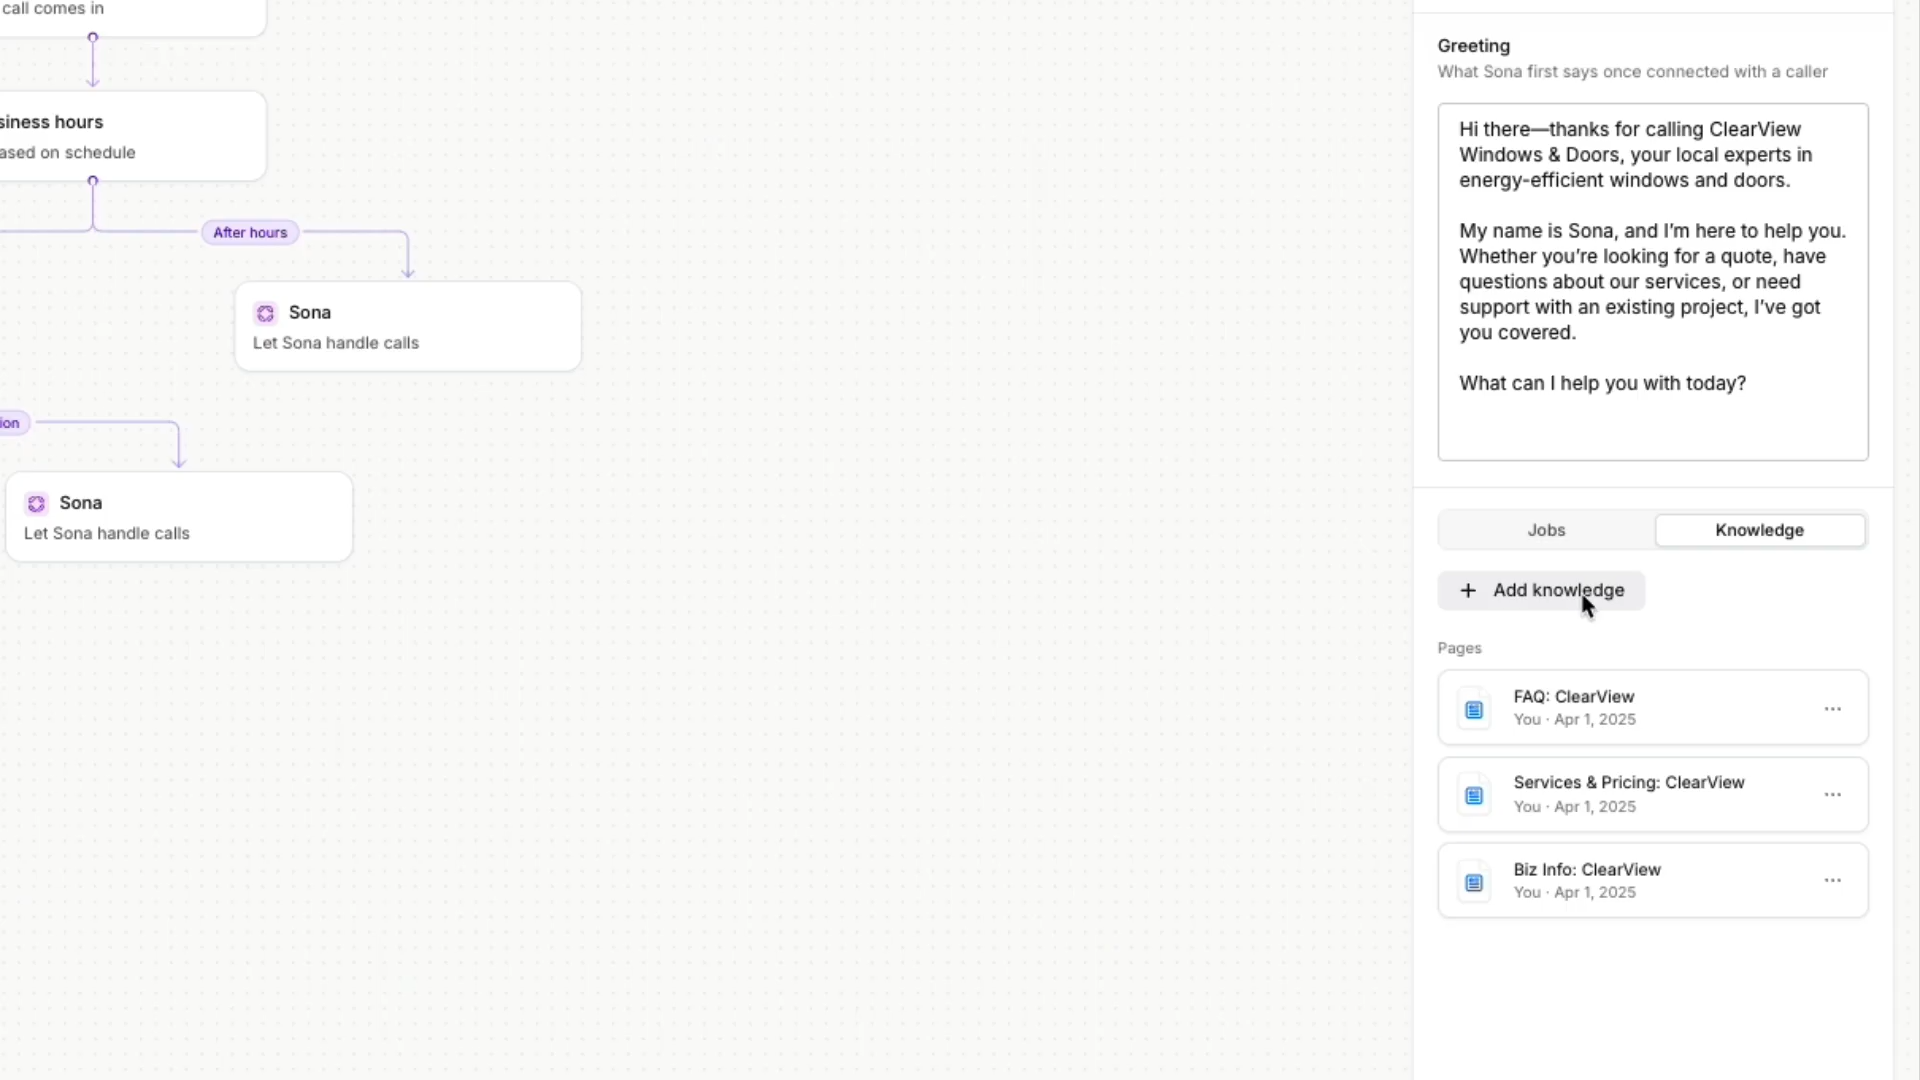 call comes in
siness hours
ased on schedule
After hours
Sona
Let Sona handle calls
ion
Sona
Let Sona handle calls
Greeting
What Sona first says once connected with a caller
Hi there—thanks for calling ClearView
Windows & Doors, your local experts in
energy-efficient windows and doors.
My name is Sona, and I’m here to help you.
Whether you’re looking for a quote, have
questions about our services, or need
support with an existing project, I’ve got
you covered.
What can I help you with today?
Jobs
Knowledge
+ Add knowledge
Pages
FAQ: ClearView
You · Apr 1, 2025
Services & Pricing: ClearView
You · Apr 1, 2025
Biz Info: ClearView
You · Apr 1, 2025